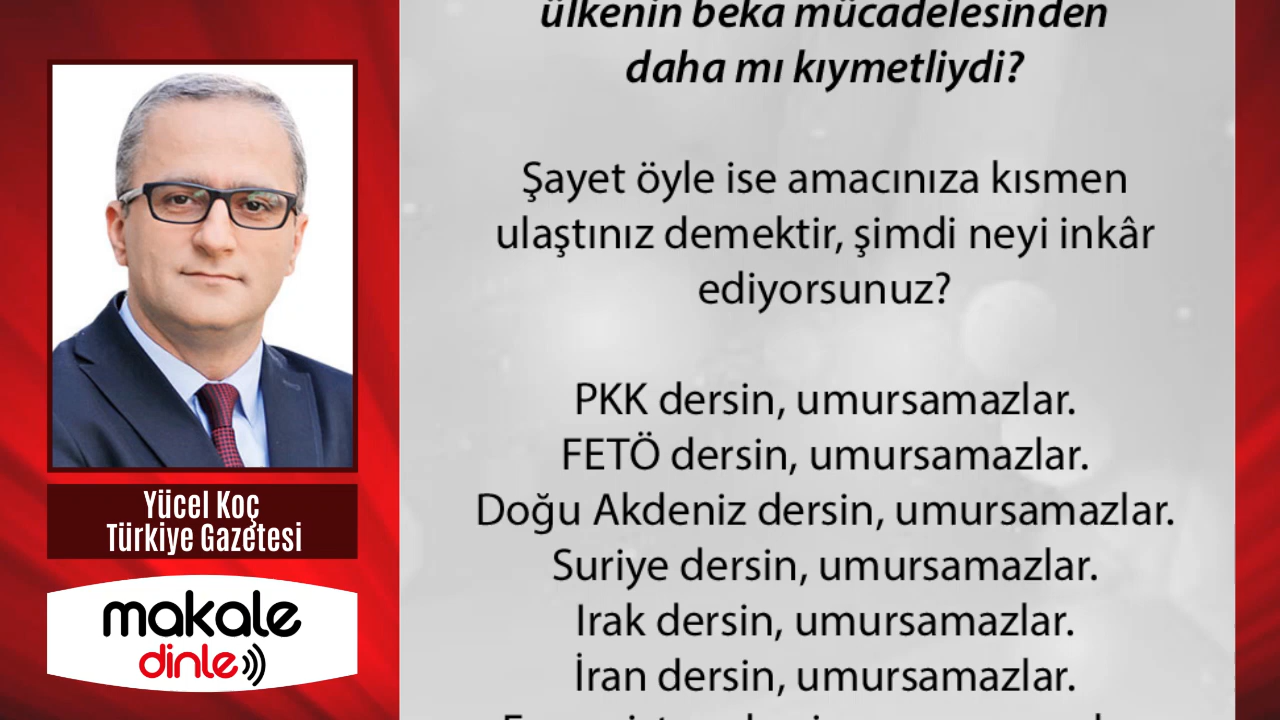 ülkenin beka mücadelesinden
daha mı kıymetliydi?
Şayet öyle ise amacınıza kısmen
ulaştınız demektir, şimdi neyi inkâr
ediyorsunuz?
PKK dersin, umursamazlar.
FETÖ dersin, umursamazlar.
Doğu Akdeniz dersin, umursamazlar.
Suriye dersin, umursamazlar.
Irak dersin, umursamazlar.
İran dersin, umursamazlar.
Yücel Koç
Türkiye Gazetesi
makale
dinle